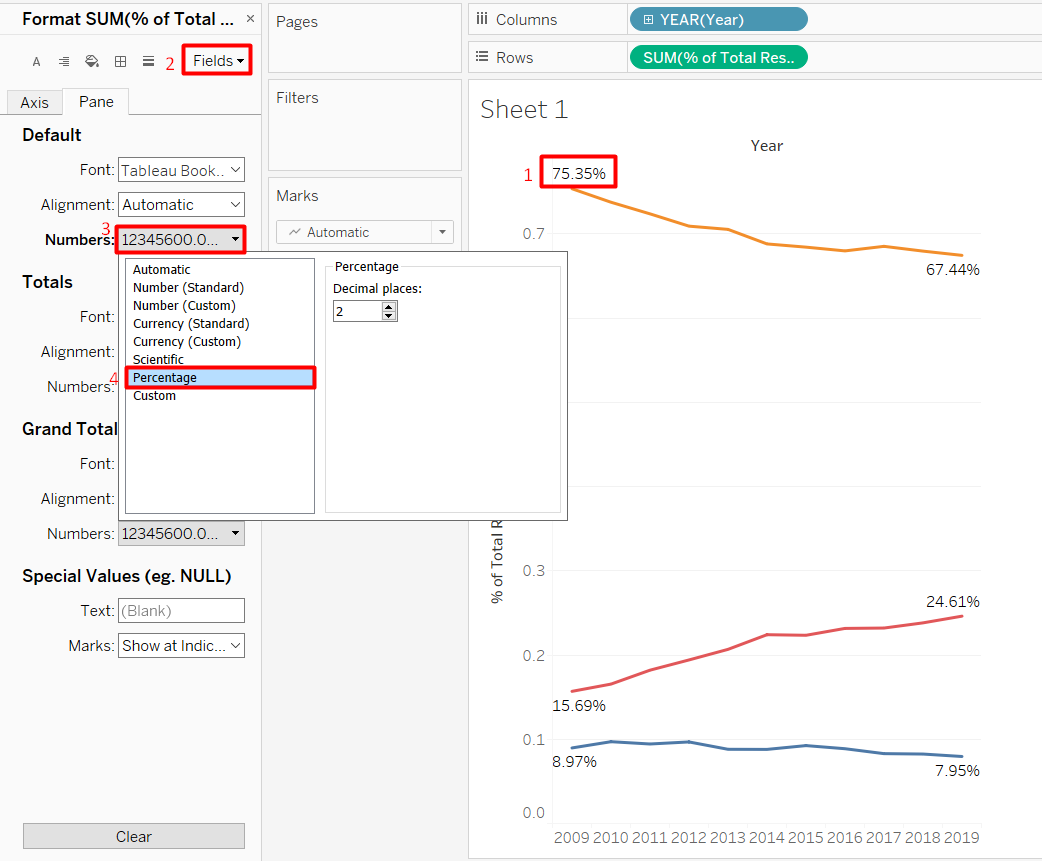 Format SUM(% of Total ... ×
A
2
Fields
Axis
Pane
Default
Font: Tableau Book..
Alignment: Automatic
3
Numbers: 12345600.0...
Automatic
Number (Standard)
Number (Custom)
Currency (Standard)
Currency (Custom)
Scientific
4
Percentage
Custom
Percentage
Decimal places:
2
Totals
Font:
Alignment:
Numbers:
Grand Total
Font:
Alignment:
Numbers: 12345600.0...
Special Values (eg. NULL)
Text: (Blank)
Marks: Show at Indic...
Clear
Pages
Filters
Marks
Automatic
Columns
YEAR(Year)
Rows
SUM(% of Total Res..
Sheet 1
Year
1
75.35%
0.7
67.44%
0.3
% of Total R
24.61%
0.2
15.69%
0.1
8.97%
7.95%
0.0
2009 2010 2011 2012 2013 2014 2015 2016 2017 2018 2019